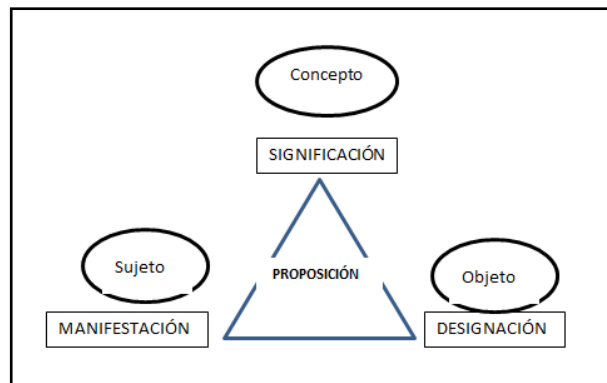 Concepto
SIGNIFICACIÓN
Sujeto
PROPOSICIÓN
Objeto
MANIFESTACIÓN
DESIGNACIÓN